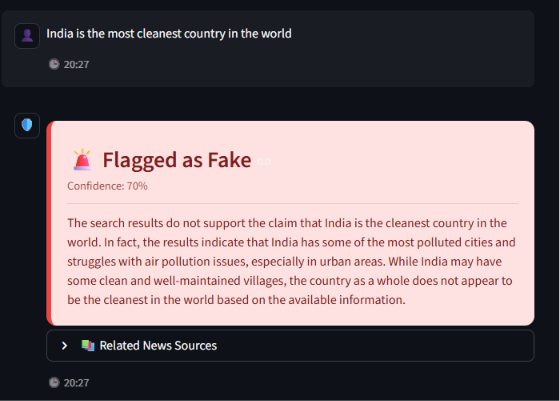 India is the most cleanest country in the world
20:27
Flagged as Fake
Confidence: 70%
The search results do not support the claim that India is the cleanest country in the
world. In fact, the results indicate that India has some of the most polluted cities and
struggles with air pollution issues, especially in urban areas. While India may have
some clean and well-maintained villages, the country as a whole does not appear to
be the cleanest in the world based on the available information.
Related News Sources
20:27